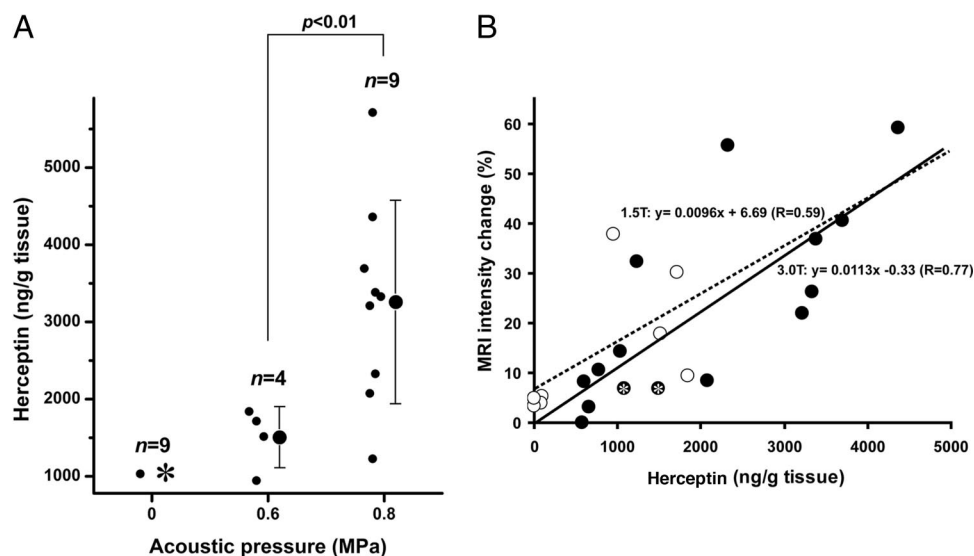 A
p<0.01
n=9
n=4
n=9
*
5000
4000
3000
2000
1000
Herceptin (ng/g tissue)
0
0.6
0.8
Acoustic pressure (MPa)
B
60
50
40
30
20
10
0
MRI intensity change (%)
1.5T: y= 0.0096x + 6.69 (R=0.59)
3.0T: y= 0.0113x -0.33 (R=0.77)
* *
0
1000
2000
3000
4000
5000
Herceptin (ng/g tissue)